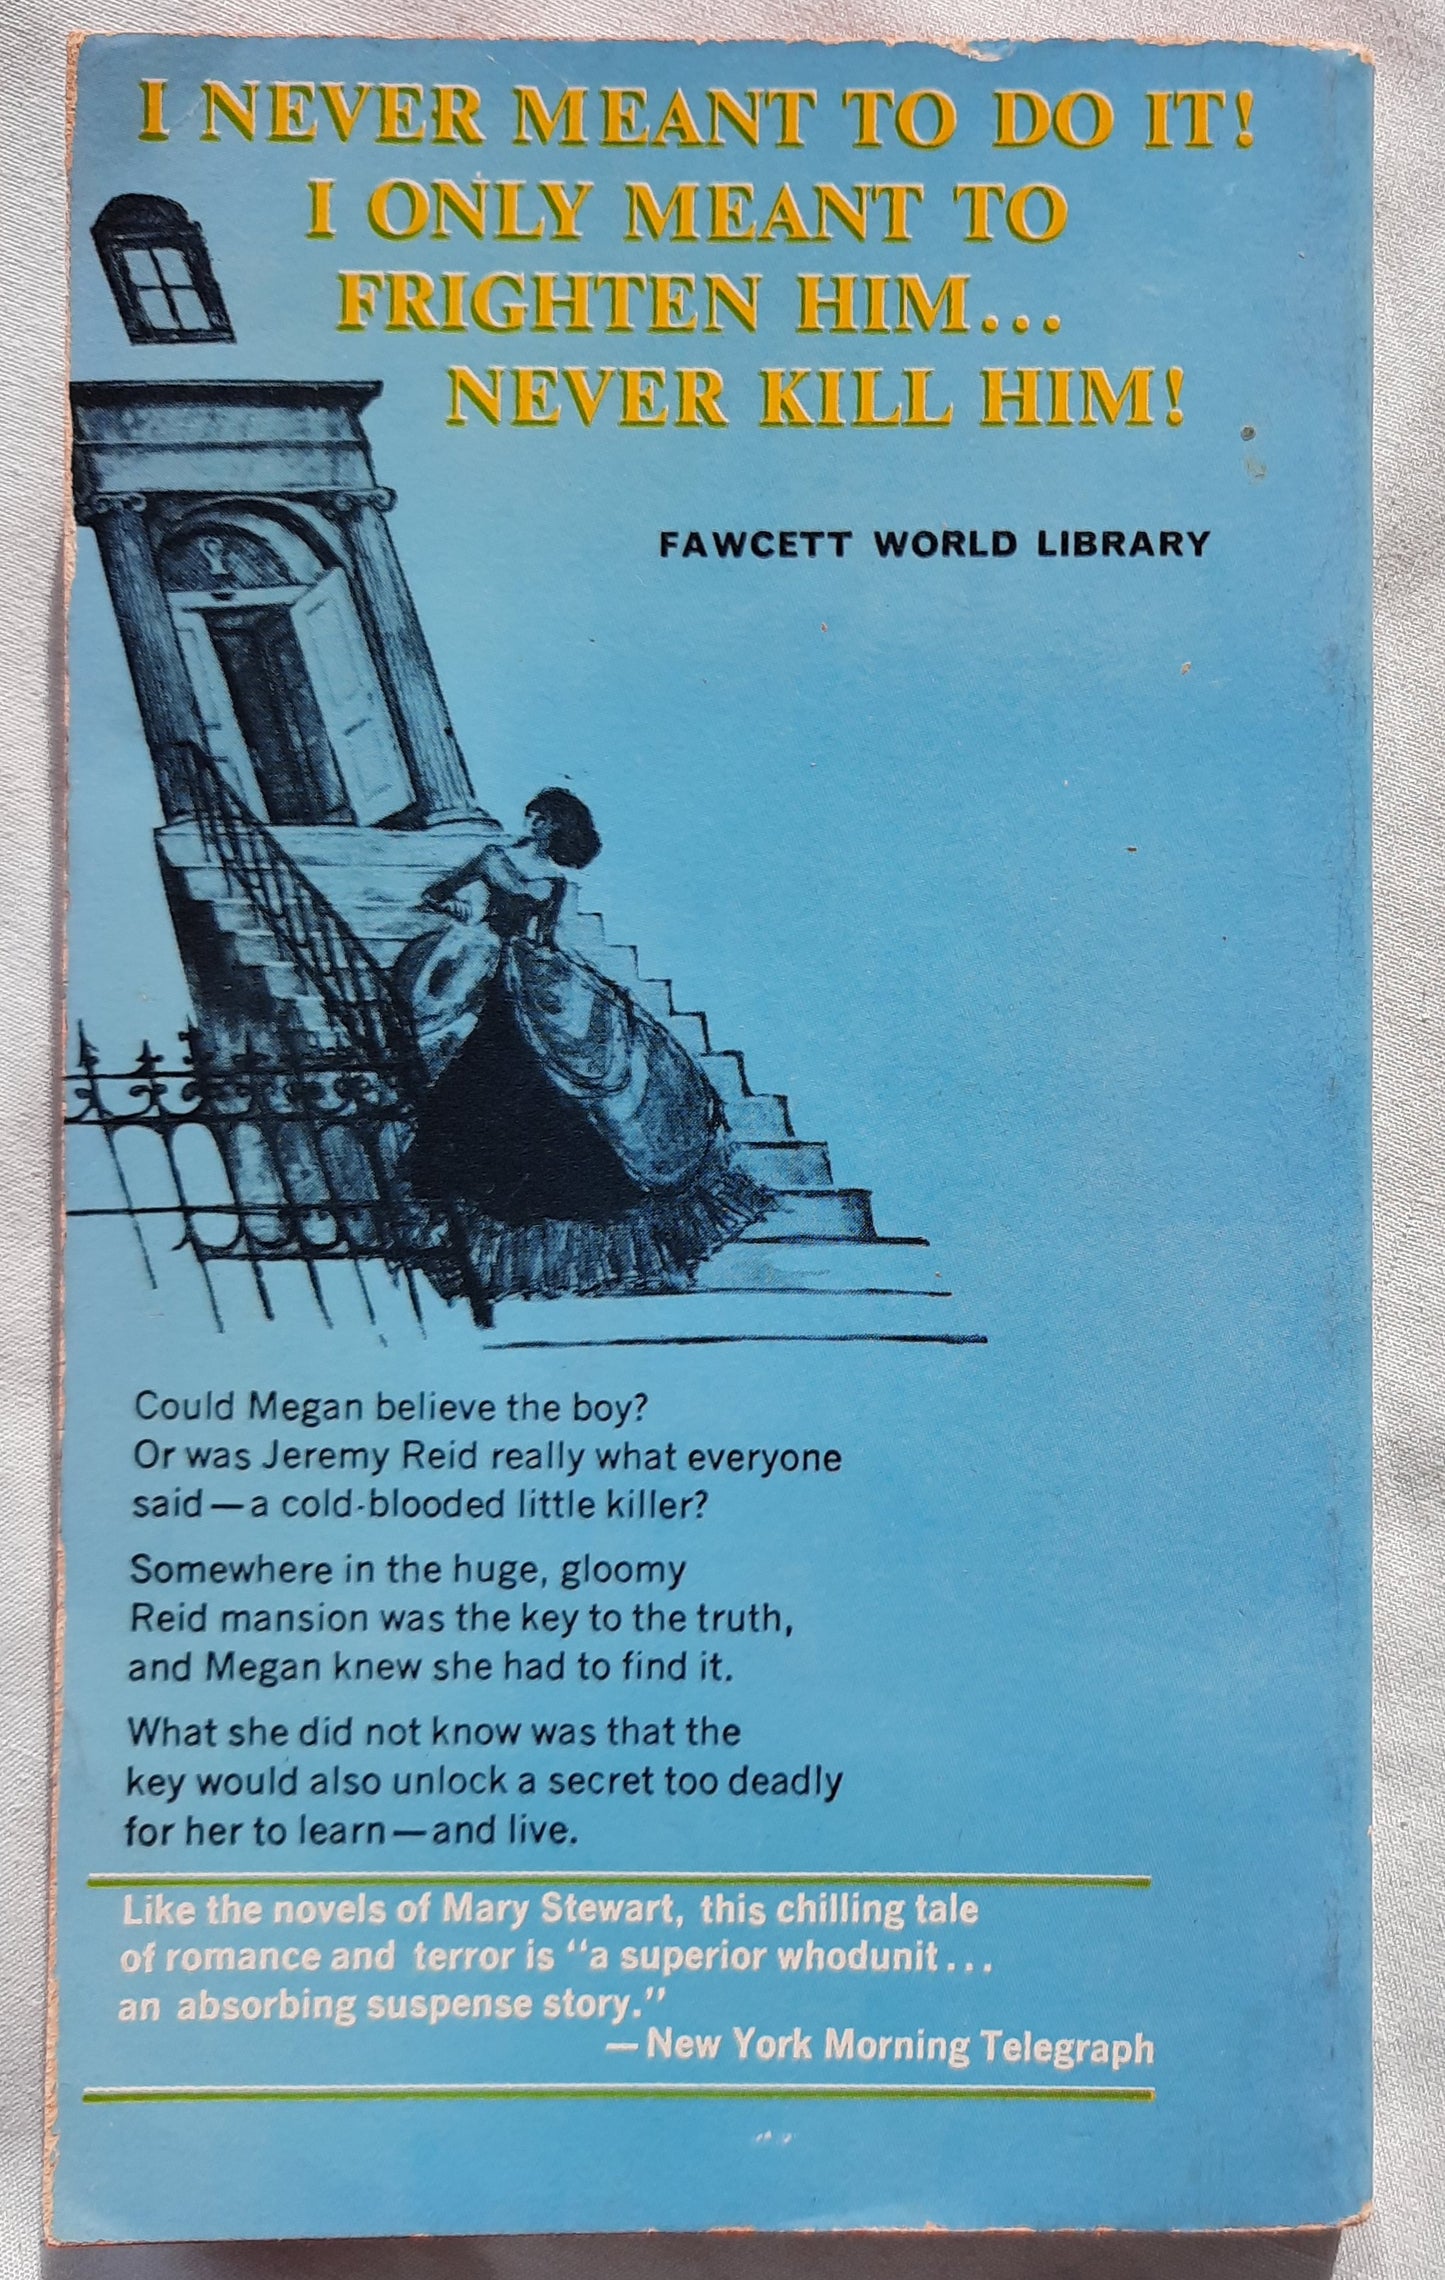 I NEVER MEANT TO DO IT!
I ONLY MEANT TO
FRIGHTEN HIM...
NEVER KILL HIM!
FAWCETT WORLD LIBRARY
Could Megan believe the boy?
Or was Jeremy Reid really what everyone
said—a cold-blooded little killer?
Somewhere in the huge, gloomy
Reid mansion was the key to the truth,
and Megan knew she had to find it.
What she did not know was that the
key would also unlock a secret too deadly
for her to learn—and live.
Like the novels of Mary Stewart, this chilling tale
of romance and terror is "a superior whodunit...
an absorbing suspense story."
—New York Morning Telegraph